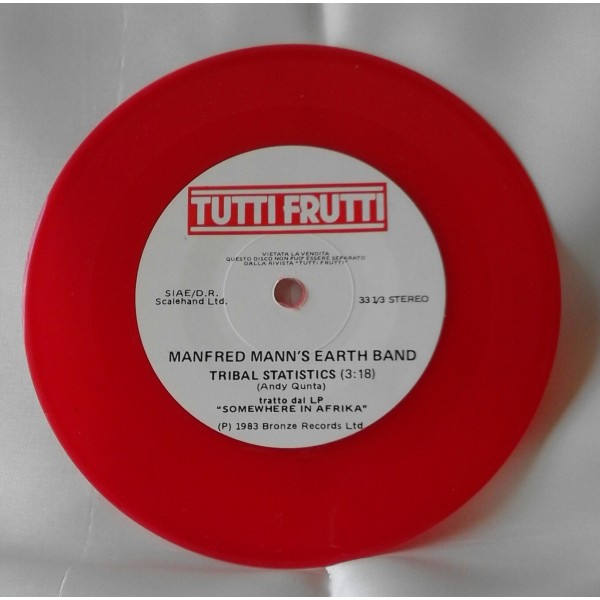 TUTTI FRUTTI
VIETATA LA VENDITA
QUESTO DISCO NON PUO' ESSERE SEPARATO
DALLA RIVISTA "TUTTI FRUTTI"
SIAE/D.R.
Scalehand Ltd.
33 1/3 STEREO
MANFRED MANN'S EARTH BAND
TRIBAL STATISTICS (3:18)
(Andy Qunta)
tratto dal LP
"SOMEWHERE IN AFRIKA"
(P) 1983 Bronze Records Ltd.